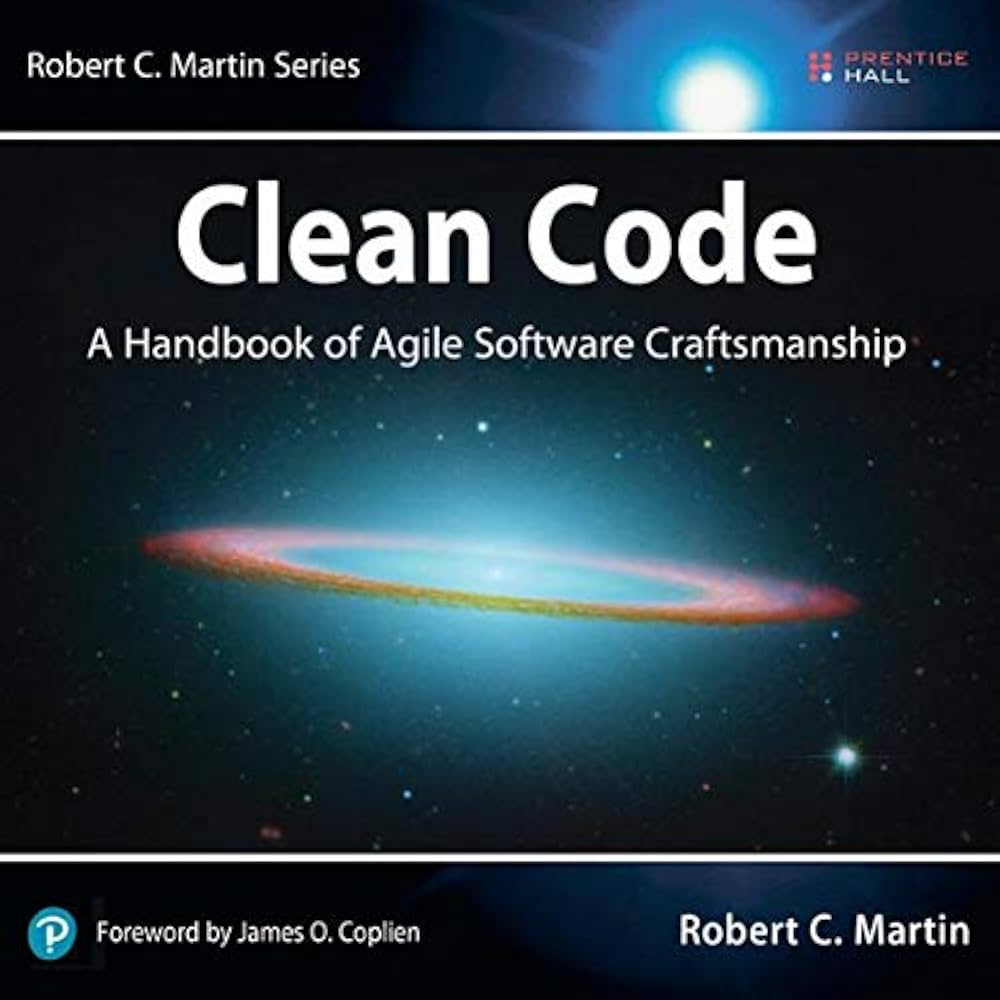 Robert C. Martin Series
PRENTICE
HALL
Clean Code
A Handbook of Agile Software Craftsmanship
P
Foreword by James O. Coplien
Robert C. Martin